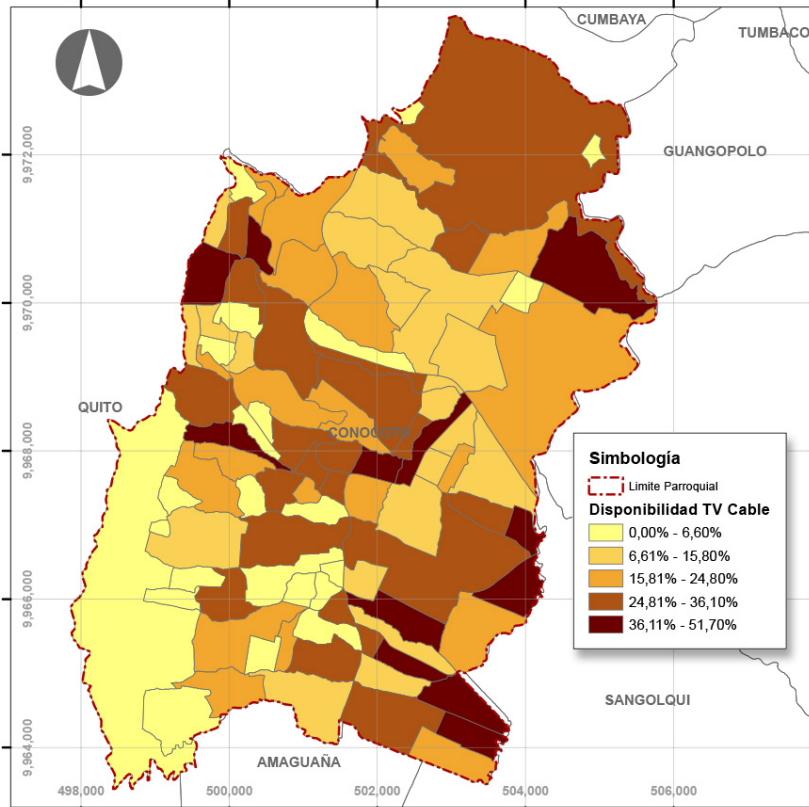 CUMBAYA
TUMBACO
GUANGOPOLO
9,972,000
9,970,000
QUITO
CONOCOTO
9,968,000
Simbología
Limite Parroquial
Disponibilidad TV Cable
0,00% - 6,60%
6,61% - 15,80%
15,81% - 24,80%
24,81% - 36,10%
36,11% - 51,70%
9,966,000
SANGOLQUI
9,964,000
AMAGUAÑA
498,000 500,000 502,000 504,000 506,000